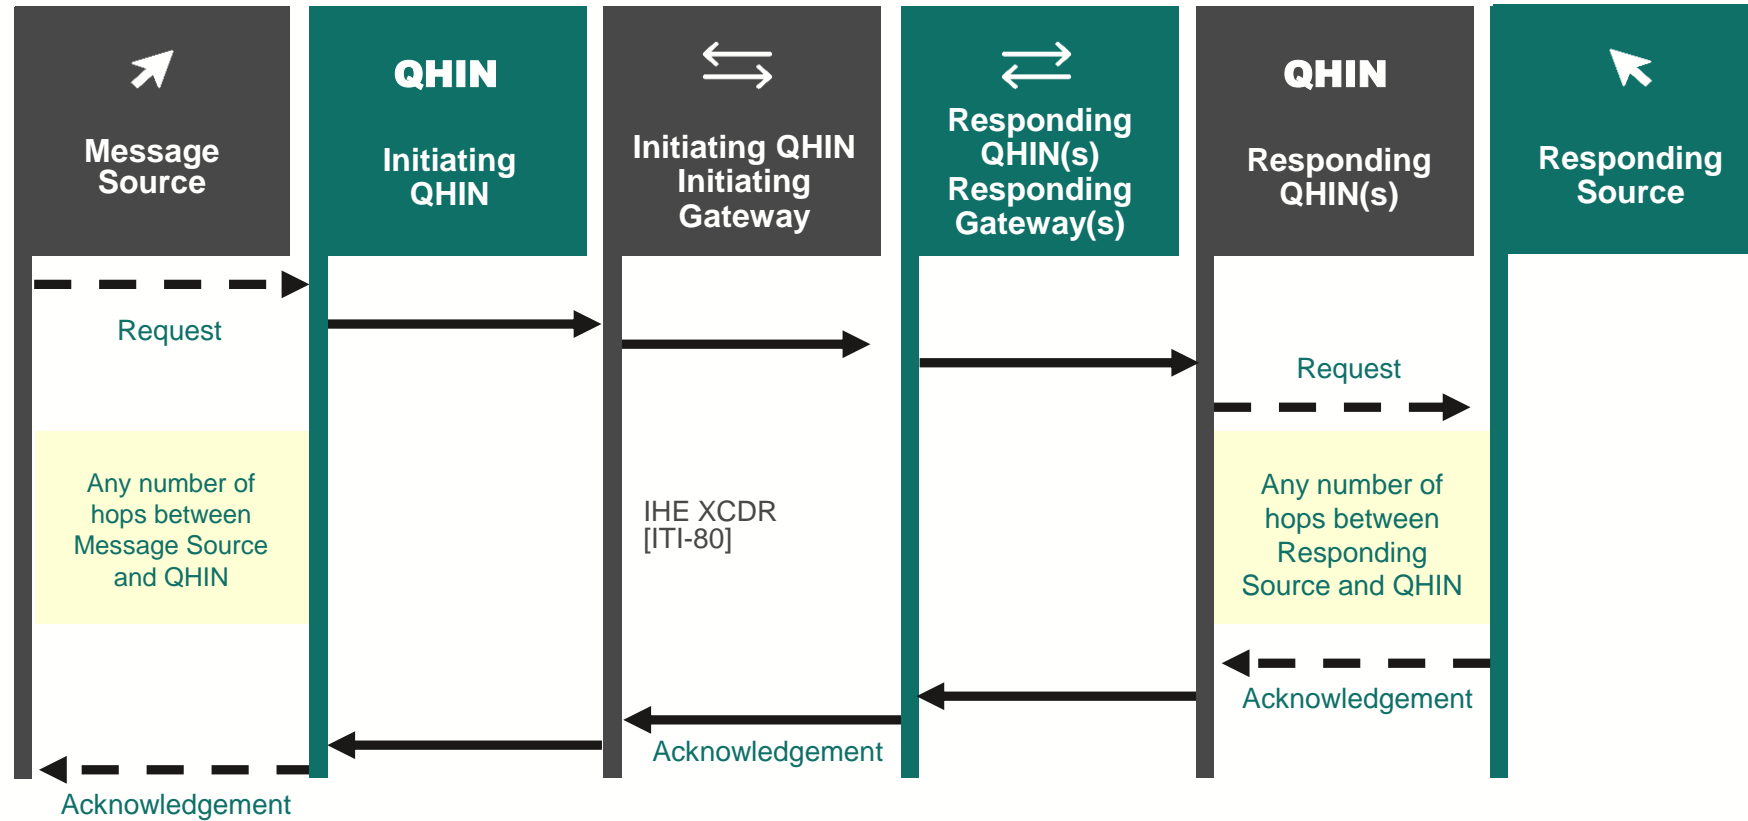 Message
Source
QHIN
Initiating
QHIN
Initiating QHIN
Initiating
Gateway
Responding
QHIN(s)
Responding
Gateway(s)
QHIN
Responding
QHIN(s)
Responding
Source
Request
Request
Any number of
hops between
Message Source
and QHIN
IHE XCDR
[ITI-80]
Any number of
hops between
Responding
Source and QHIN
Acknowledgement
Acknowledgement
Acknowledgement